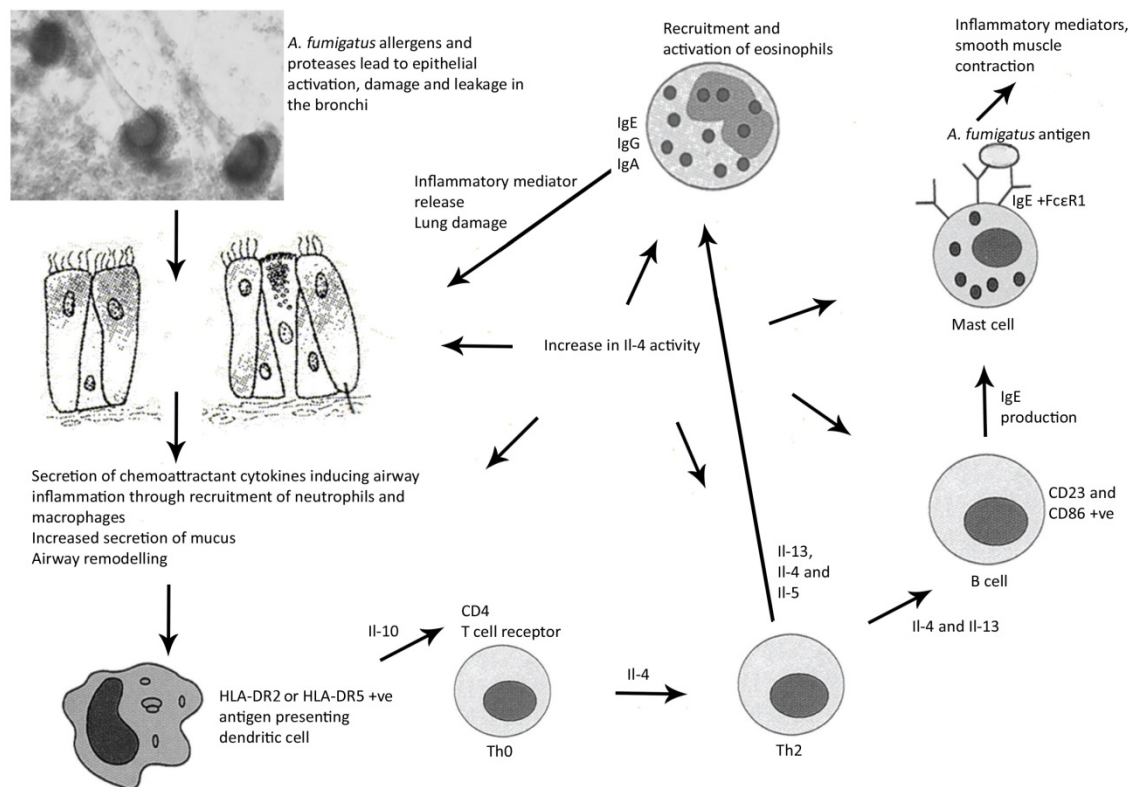 A. fumigatus allergens and
proteases lead to epithelial
activation, damage and leakage in
the bronchi
Recruitment and
activation of eosinophils
IgE
IgG
IgA
Inflammatory mediators,
smooth muscle
contraction
A. fumigatus antigen
IgE +FcεR1
Mast cell
Inflammatory mediator
release
Lung damage
Increase in Il-4 activity
IgE
production
CD23 and
CD86 +ve
B cell
Secretion of chemoattractant cytokines inducing airway
inflammation through recruitment of neutrophils and
macrophages
Increased secretion of mucus
Airway remodelling
Il-13,
Il-4 and
Il-5
Il-4 and Il-13
Il-10
CD4
T cell receptor
Il-4
HLA-DR2 or HLA-DR5 +ve
antigen presenting
dendritic cell
Th0
Th2